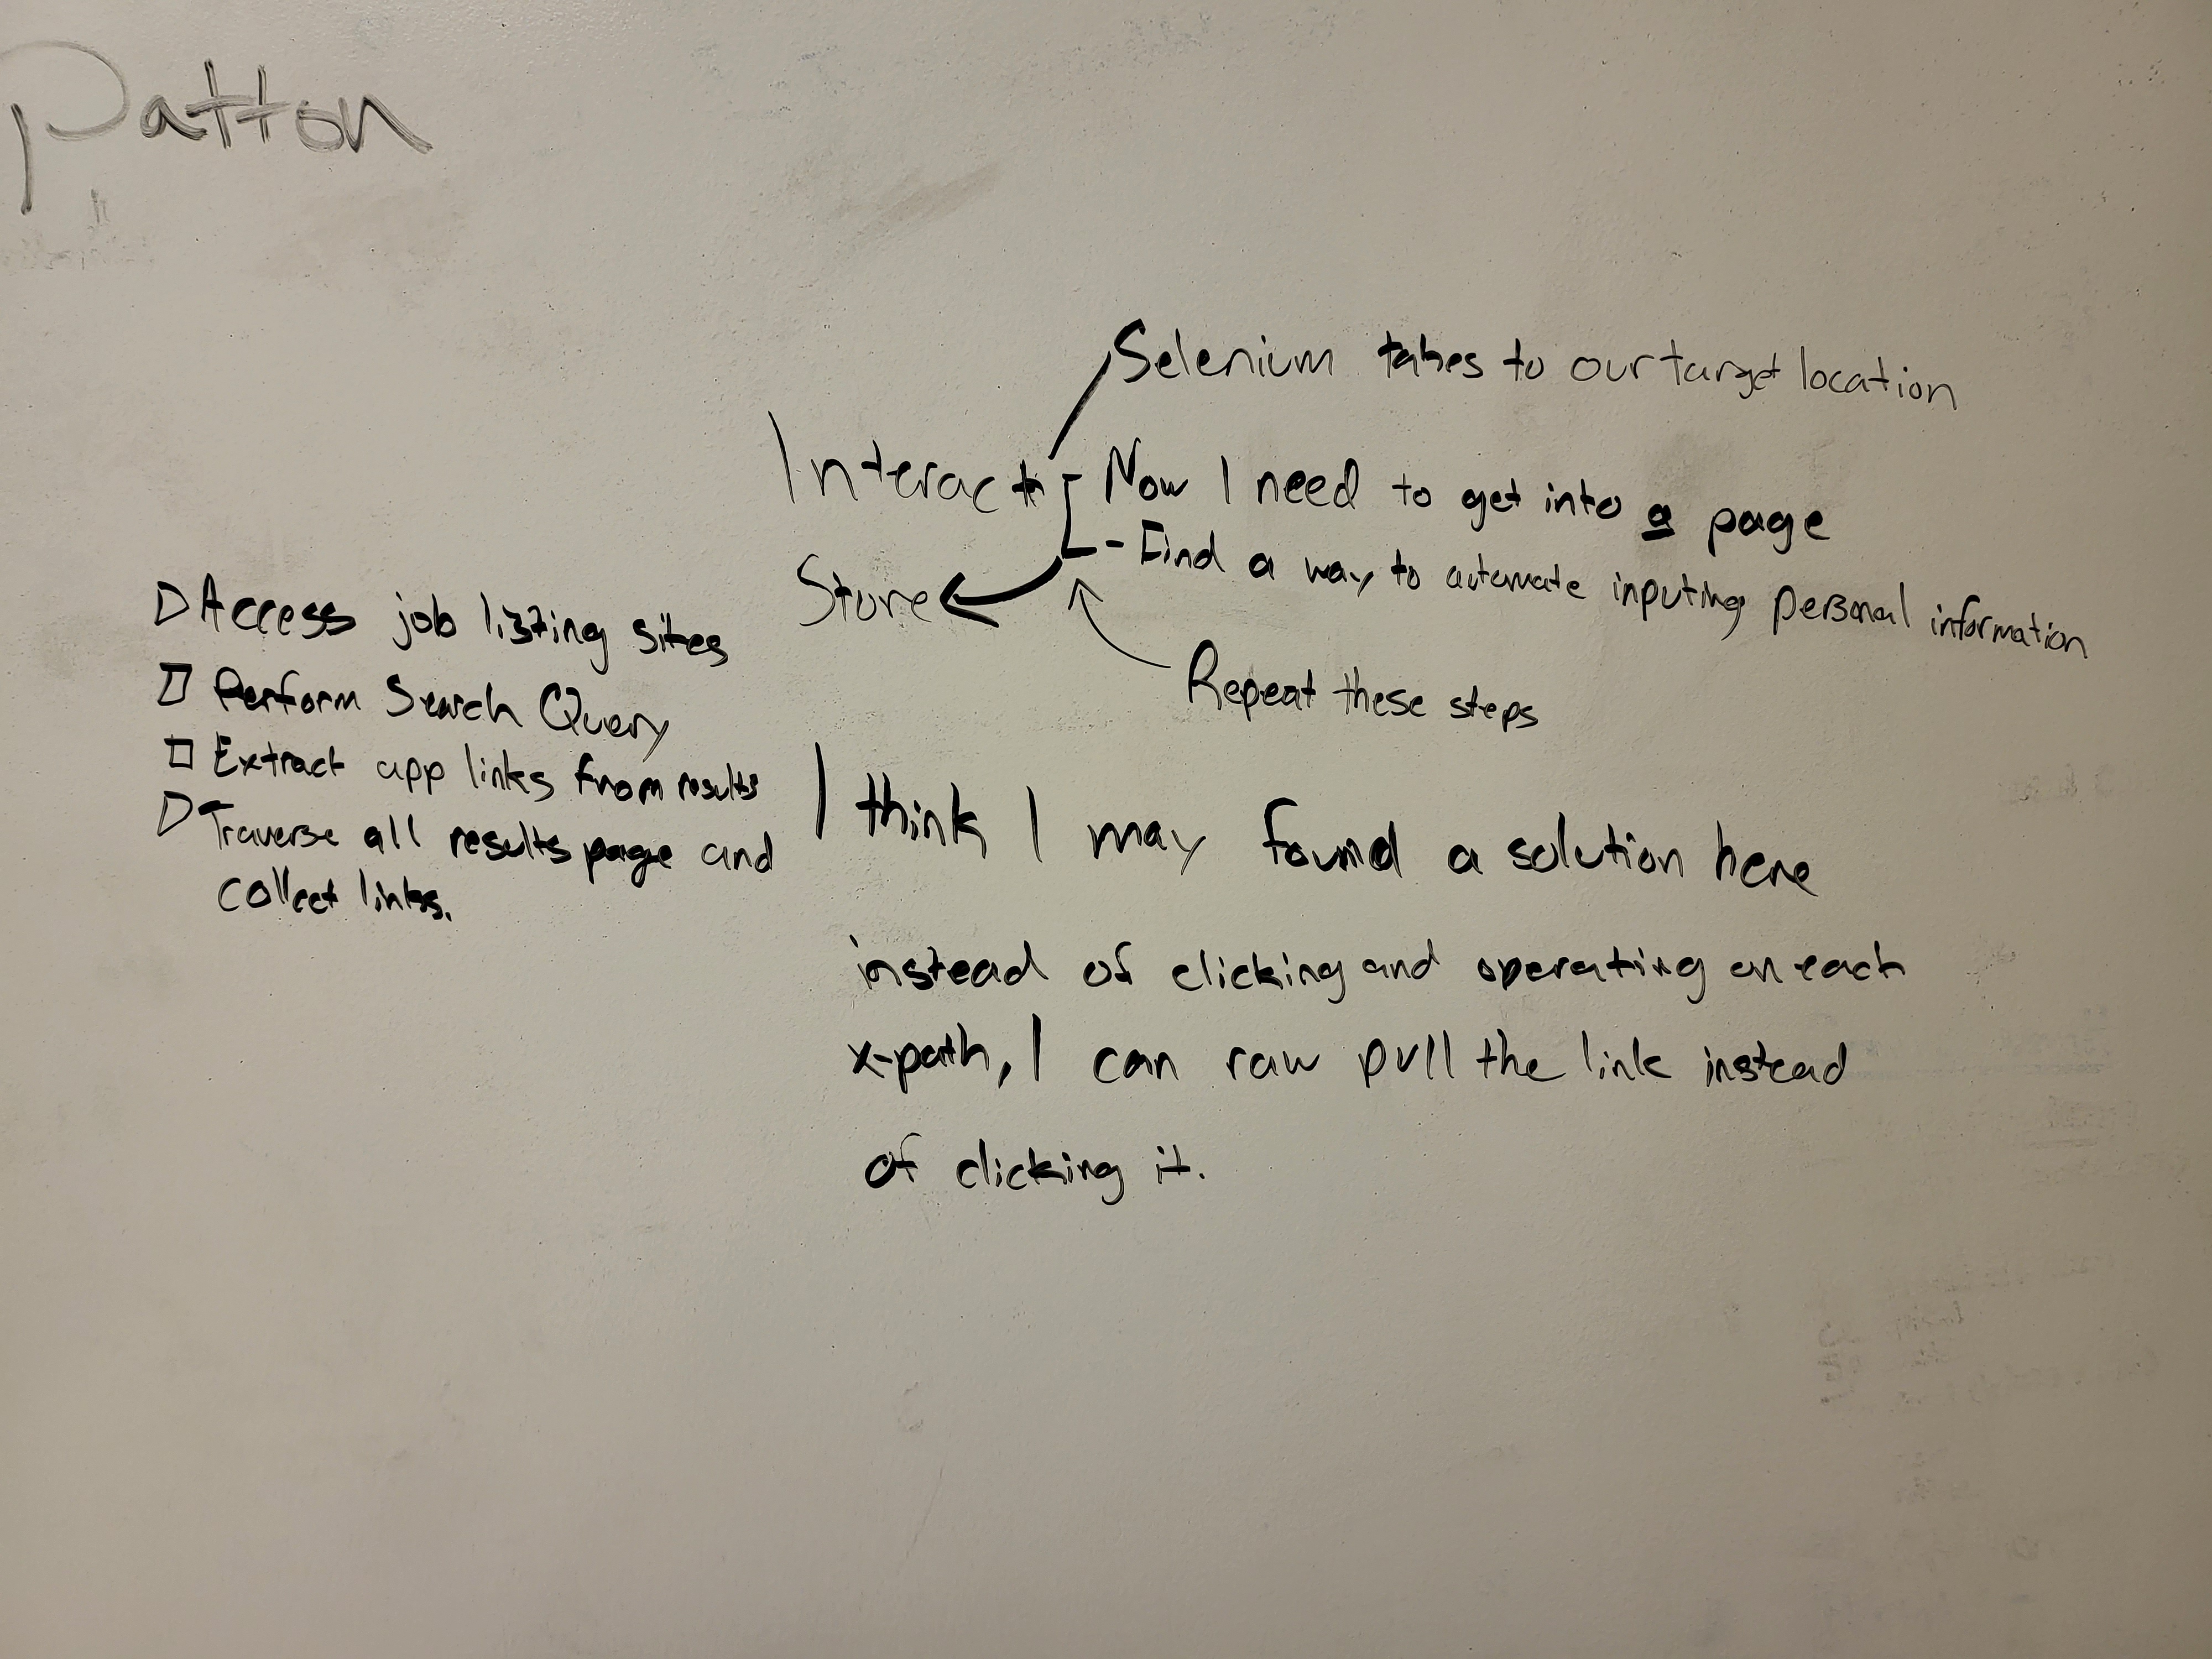 Patton
Selenium takes to our target location
Interact
- Now I need to get into a page
- Find a way to automate inputing personal information
Store
Repeat these steps
Access job listing sites
Perform Search Query
Extract app links from results
Traverse all results page and
collect links.
I think I may found a solution here
instead of clicking and operating on each
x-path, I can raw pull the link instead
of clicking it.